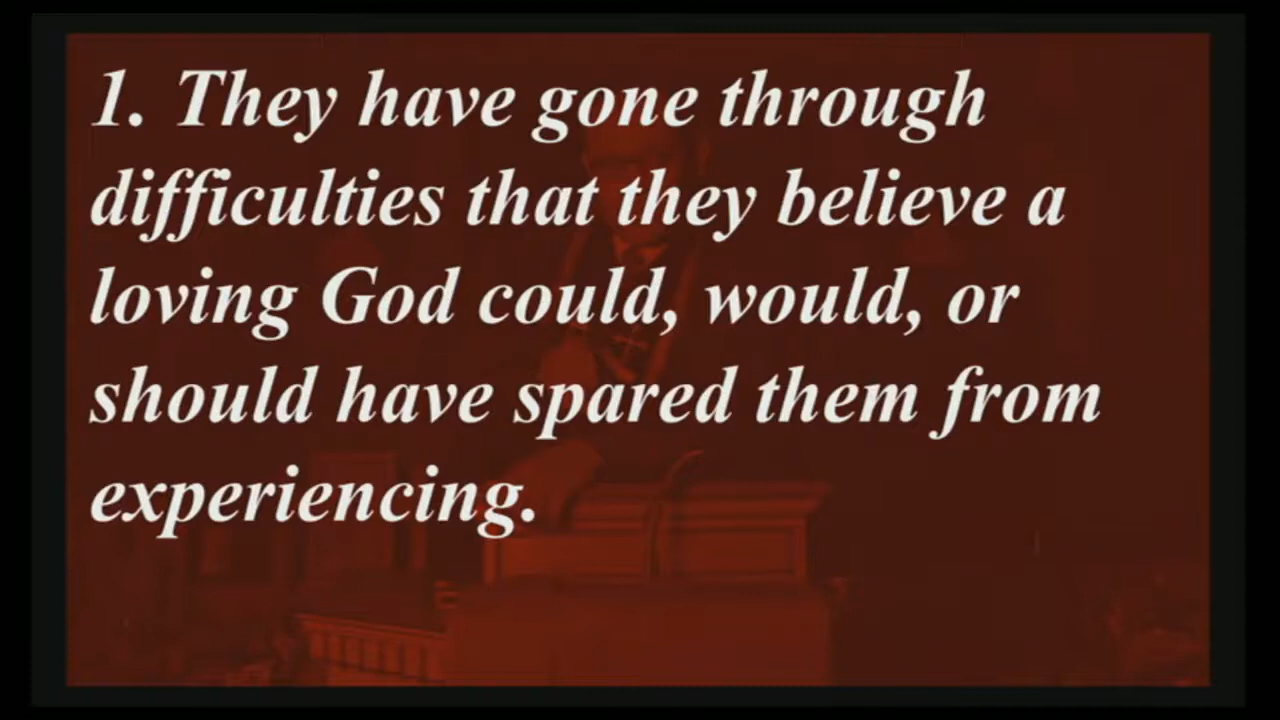 1. They have gone through
difficulties that they believe a
loving God could, would, or
should have spared them from
experiencing.